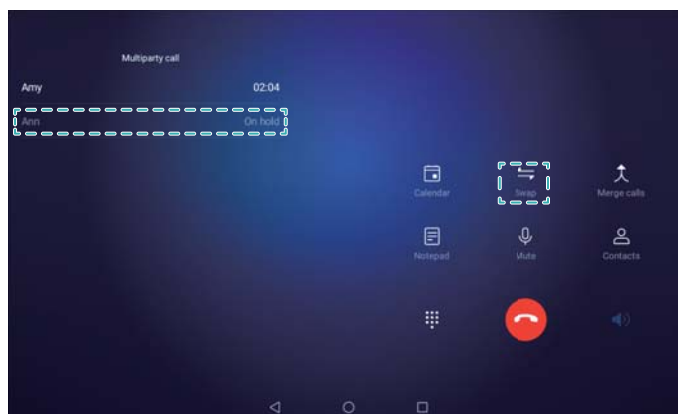 Multiparty call
Amy 02:04
Ann On hold
Calendar Swap Merge calls
Notepad Mute Contacts